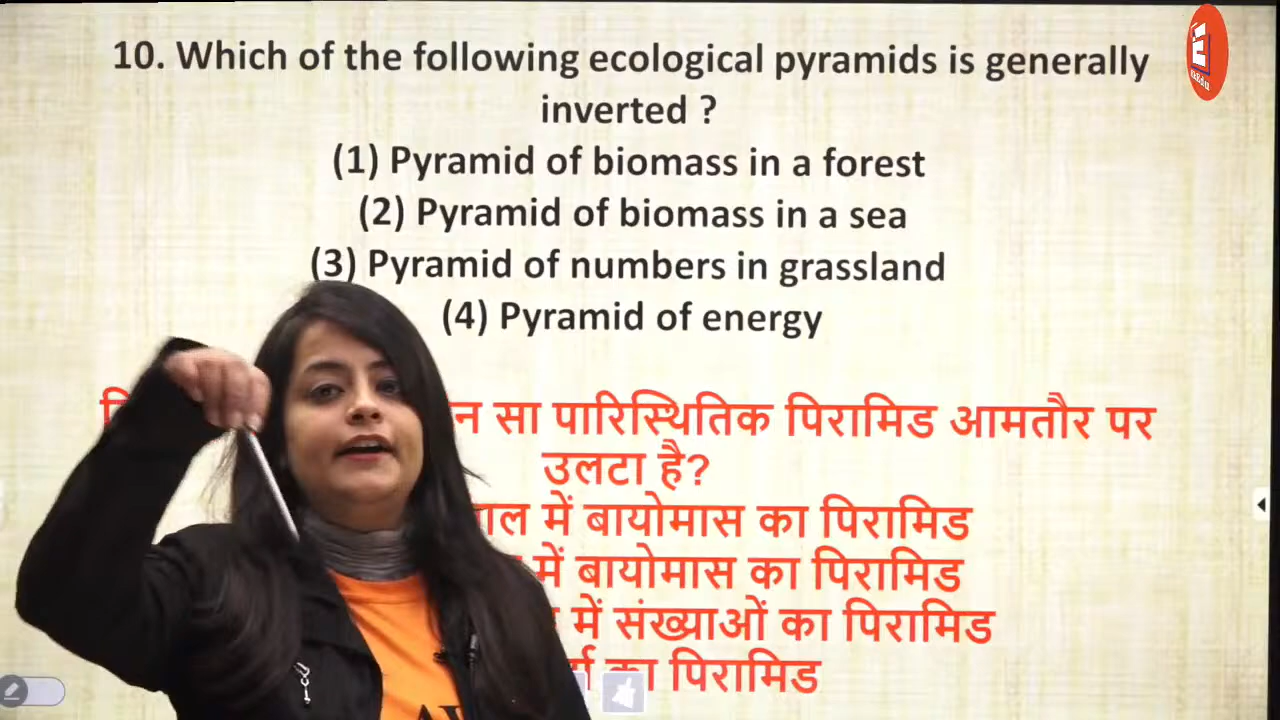 10. Which of the following ecological pyramids is generally
inverted ?
(1) Pyramid of biomass in a forest
(2) Pyramid of biomass in a sea
(3) Pyramid of numbers in grassland
(4) Pyramid of energy
सा पारिस्थितिक पिरामिड आमतौर पर
उलटा है?
में बायोमास का पिरामिड
में बायोमास का पिरामिड
में संख्याओं का पिरामिड
का पिरामिड